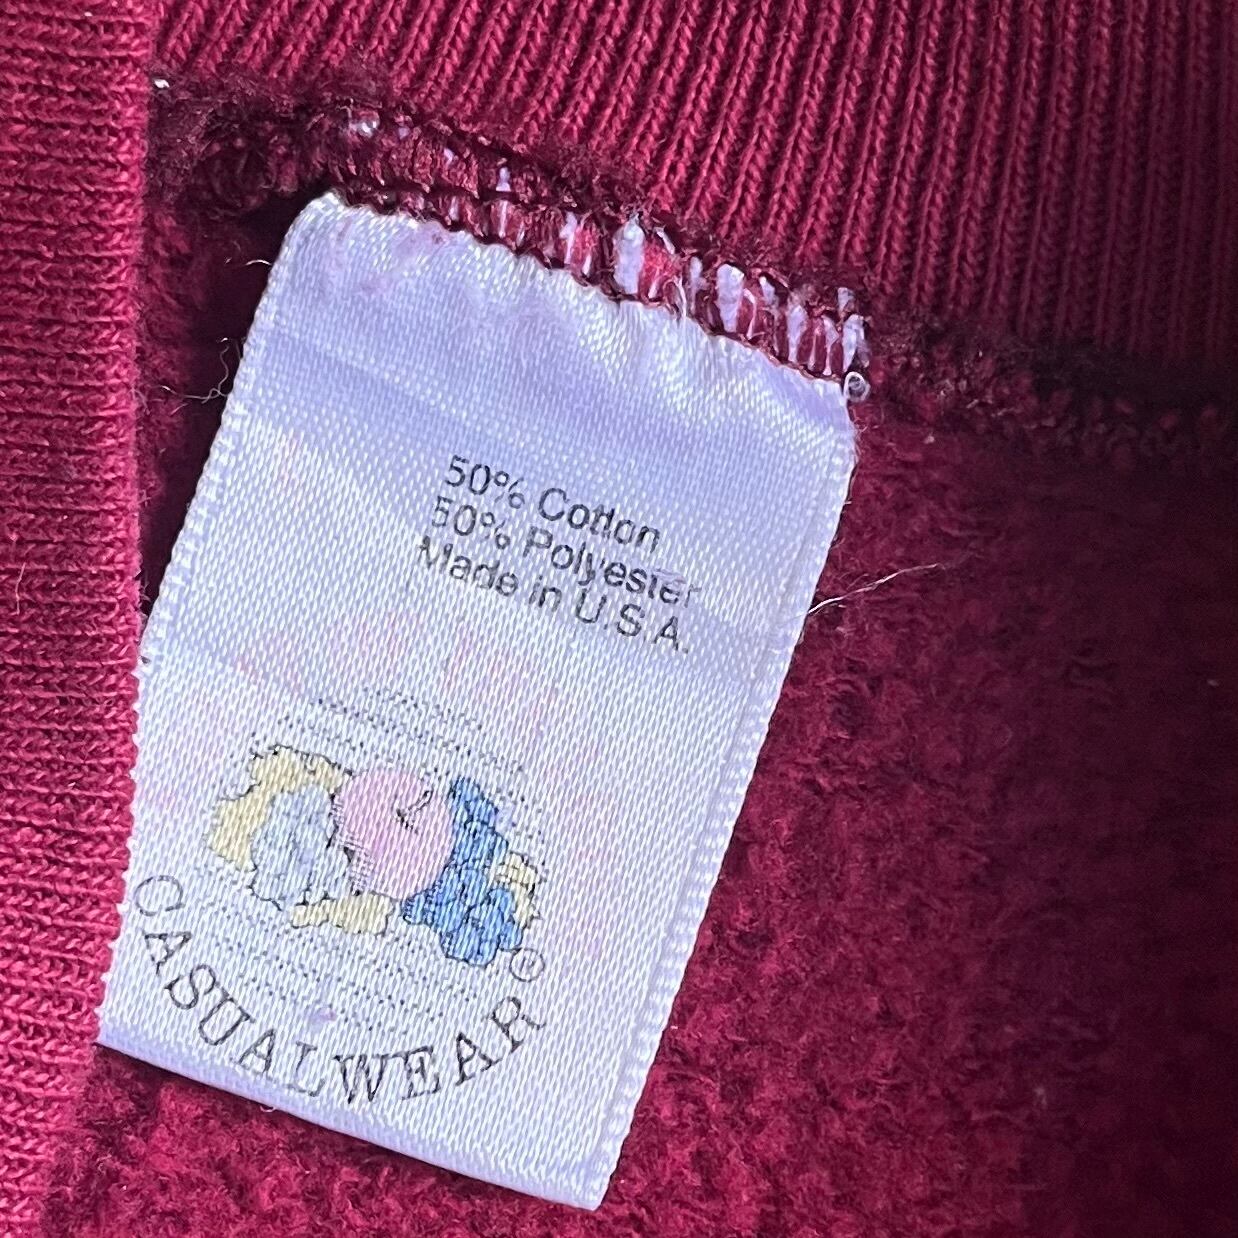 50% Cotton
50% Polyester
Made in U.S.A.
®
CASUALWEAR